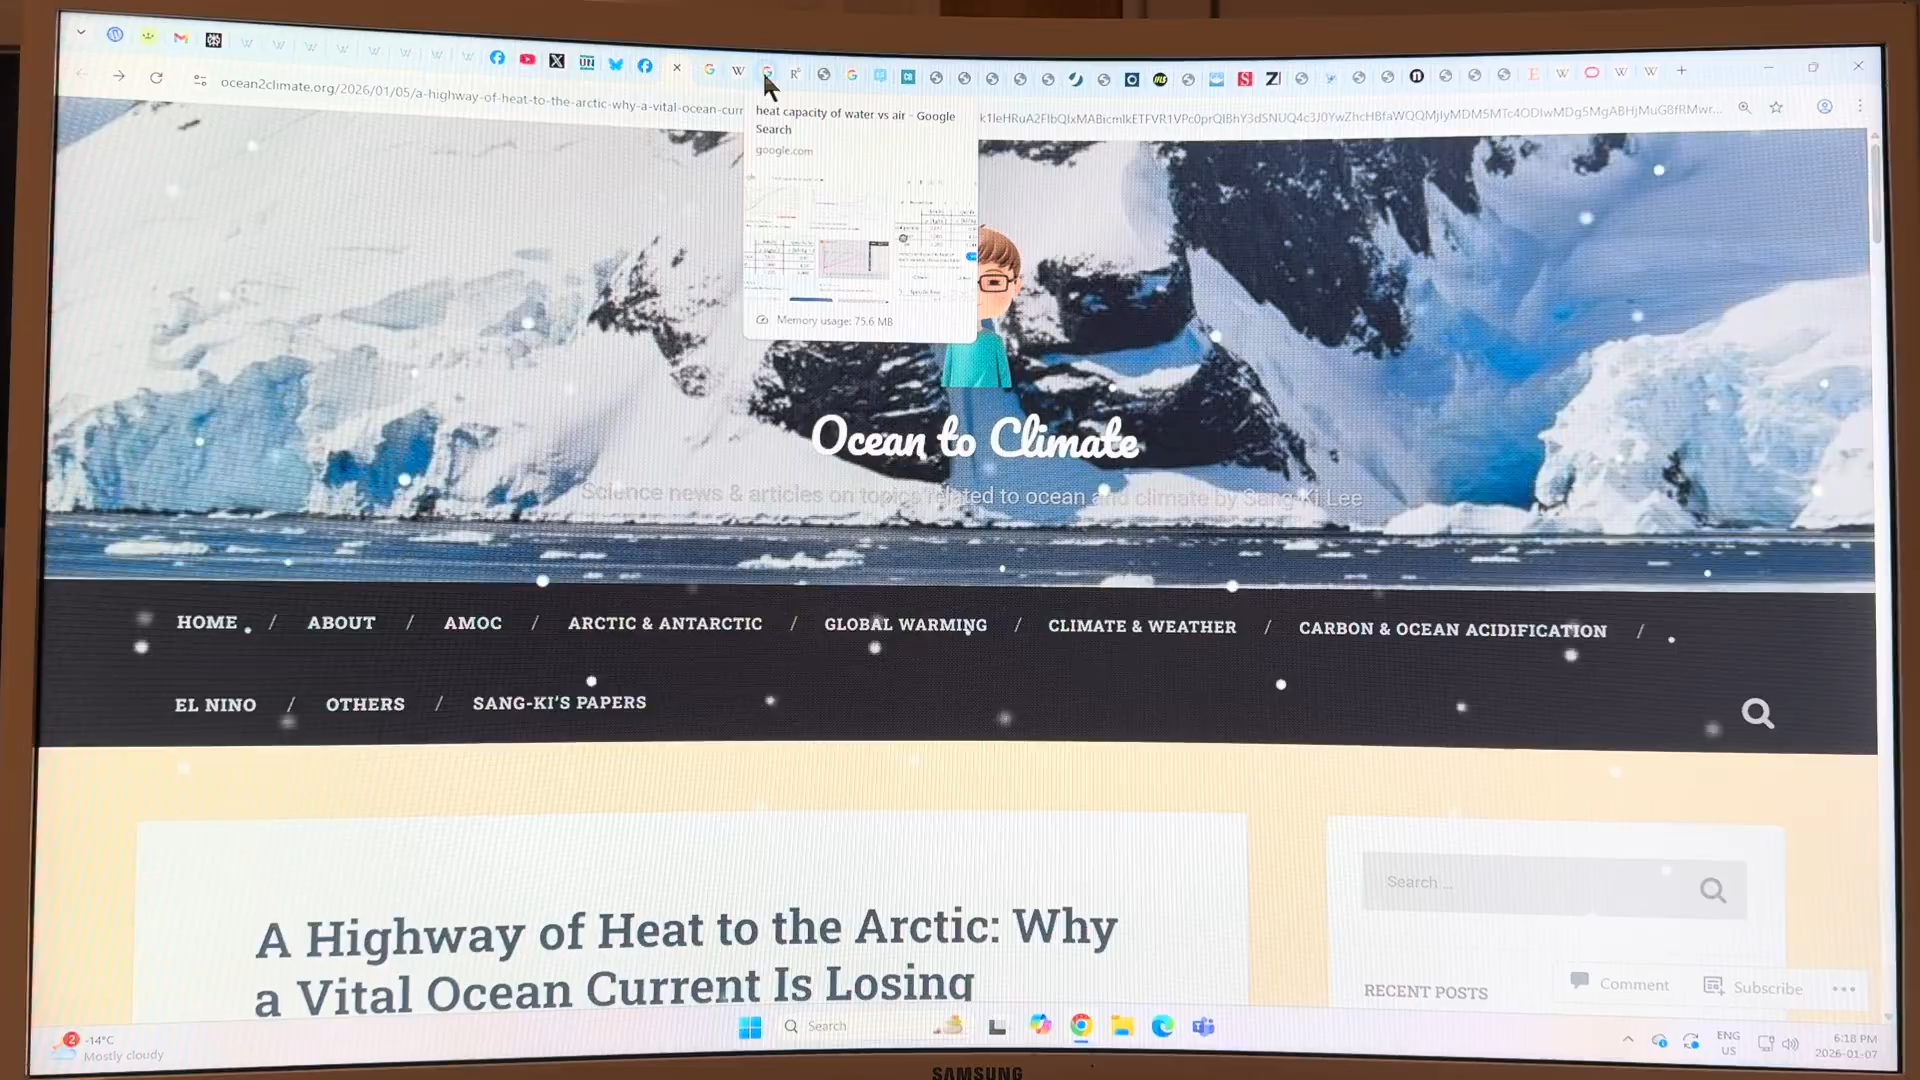 ocean2climate.org/2026/01/05/a-highway-of-heat-to-the-arctic-why-a-vital-ocean-curr
heat capacity of water vs air - Google
Search
google.com
Memory usage: 75.6 MB
Ocean to Climate
Science news & articles on topics related to ocean and climate by Sang-Ki Lee
HOME / ABOUT / AMOC / ARCTIC & ANTARCTIC / GLOBAL WARMING / CLIMATE & WEATHER / CARBON & OCEAN ACIDIFICATION /
EL NINO / OTHERS / SANG-KI'S PAPERS
A Highway of Heat to the Arctic: Why
a Vital Ocean Current Is Losing
Search ...
RECENT POSTS
Comment
Subscribe
2
-14°C
Mostly cloudy
Search
ENG
US
6:18 PM
2026-01-07
SAMSUNG